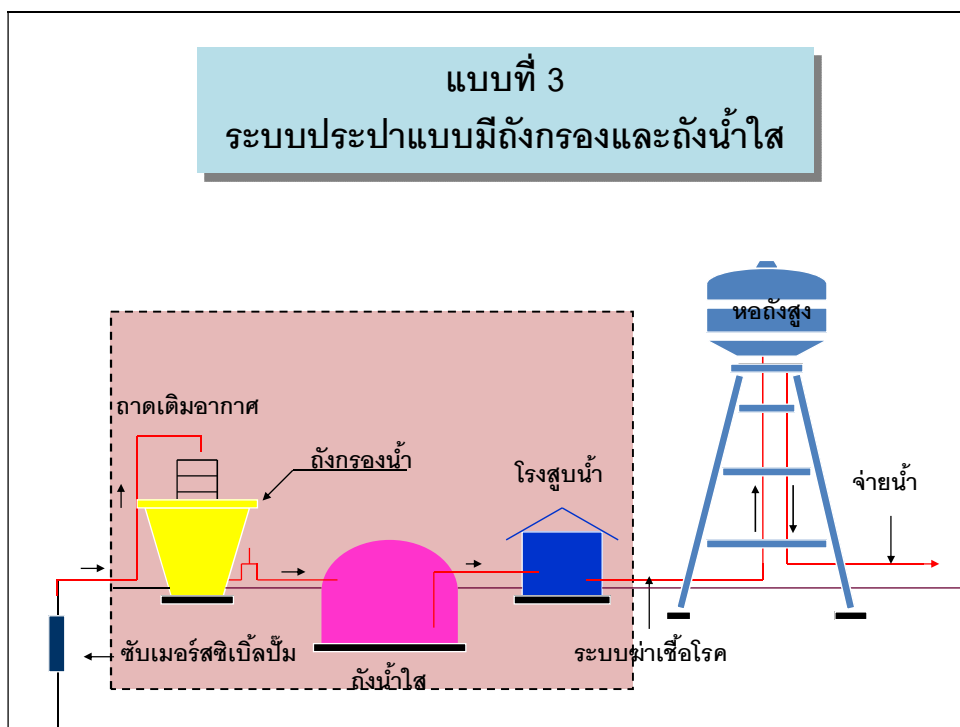 แบบที่ 3
ระบบประปาแบบมีถังกรองและถังน้ำใส
หอถังสูง
ถาดเติมอากาศ
ถังกรองน้ำ
โรงสูบน้ำ
จ่ายน้ำ
ซับเมอร์สซิเบิ้ลปั๊ม
ระบบฆ่าเชื้อโรค
ถังน้ำใส